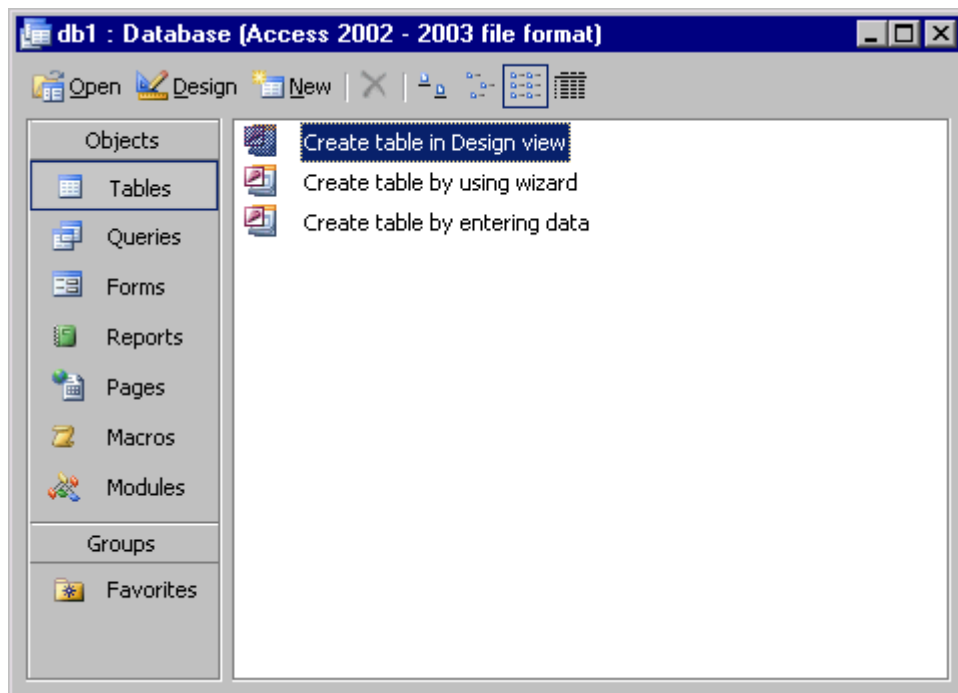 db1 : Database (Access 2002 - 2003 file format)
Open Design New
Objects
Tables
Queries
Forms
Reports
Pages
Macros
Modules
Groups
Favorites
Create table in Design view
Create table by using wizard
Create table by entering data